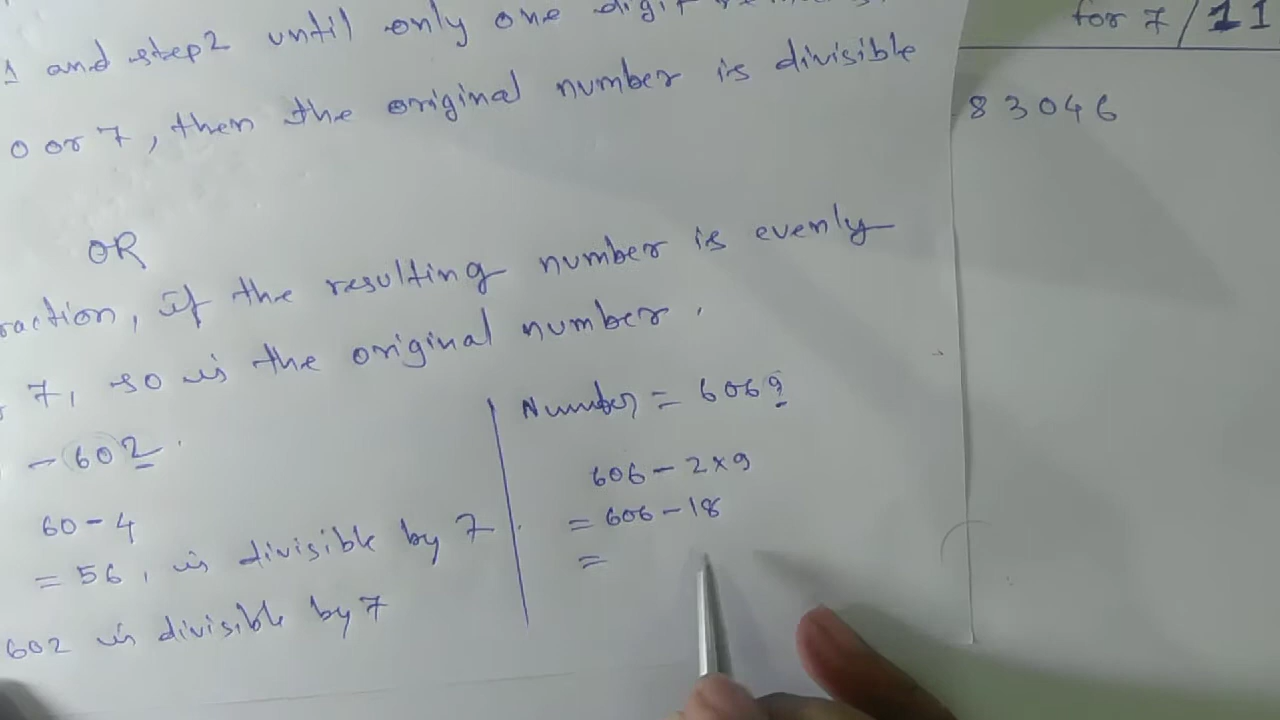 1 and step2 until only one digit
0 or 7, then the original number is divisible
OR
raction, if the resulting number is evenly
7, so is the original number.
- 602
60 - 4
= 56, is divisible by 7.
602 is divisible by 7
Number = 6069
606 - 2×9
= 606 - 18
=
for 7/11
83046